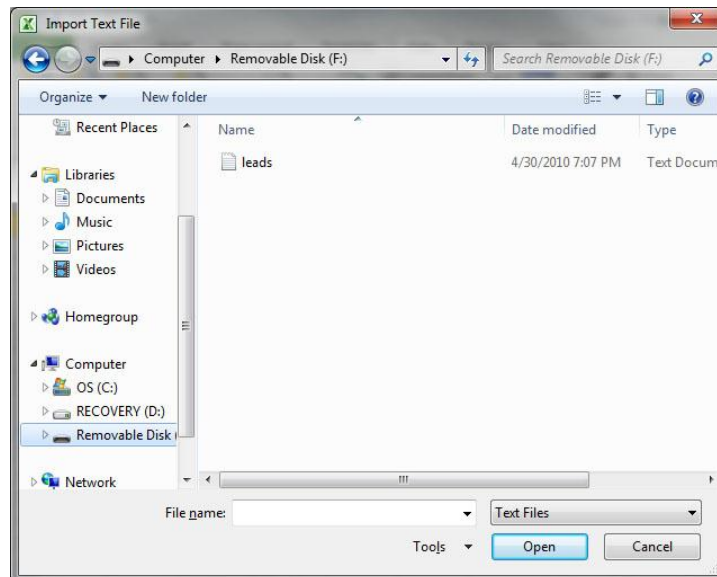 Import Text File
Computer Removable Disk (F:) Search Removable Disk (F:)
Organize New folder
Recent Places Name Date modified Type
leads 4/30/2010 7:07 PM Text Docum
Libraries
Documents
Music
Pictures
Videos
Homegroup
Computer
OS (C:)
RECOVERY (D:)
Removable Disk (
Network
File name: Text Files
Tools Open Cancel